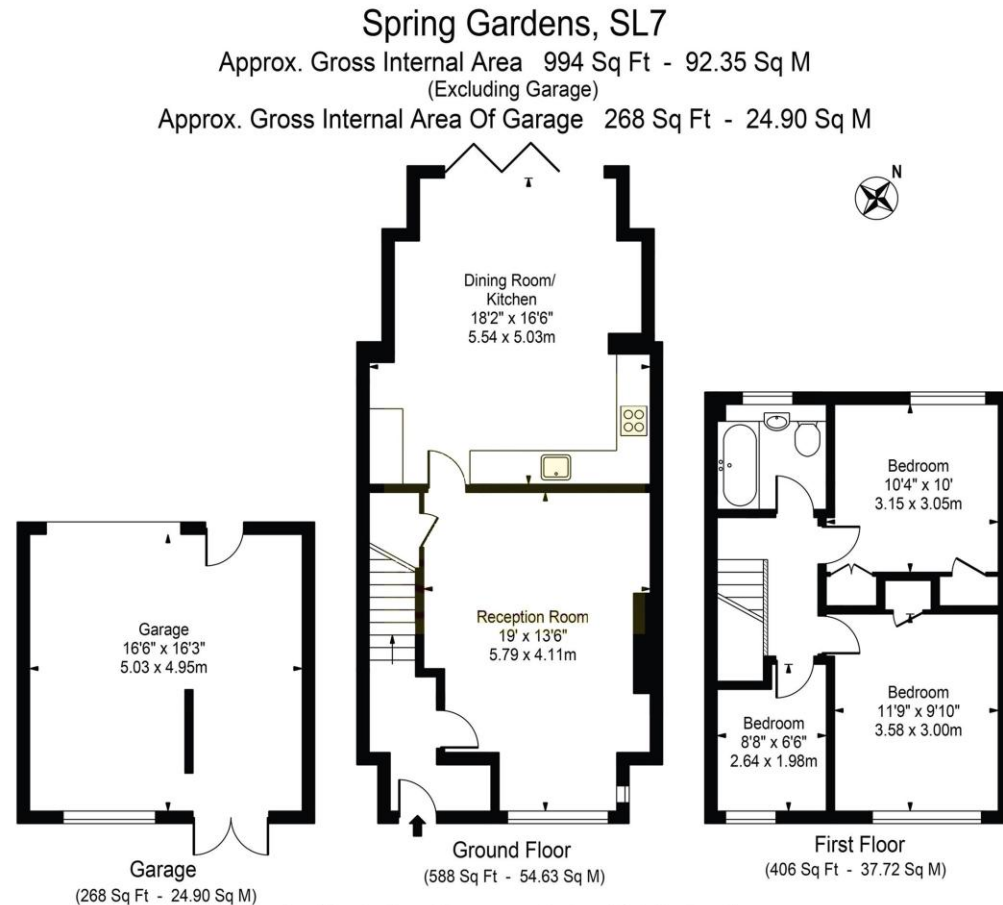 Spring Gardens, SL7
Approx. Gross Internal Area 994 Sq Ft - 92.35 Sq M
(Excluding Garage)
Approx. Gross Internal Area Of Garage 268 Sq Ft - 24.90 Sq M
N
Dining Room/
Kitchen
18'2" x 16'6"
5.54 x 5.03m
Bedroom
10'4" x 10'
3.15 x 3.05m
Reception Room
19' x 13'6"
5.79 x 4.11m
Garage
16'6" x 16'3"
5.03 x 4.95m
Bedroom
11'9" x 9'10"
3.58 x 3.00m
Bedroom
8'8" x 6'6"
2.64 x 1.98m
Garage
(268 Sq Ft - 24.90 Sq M)
Ground Floor
(588 Sq Ft - 54.63 Sq M)
First Floor
(406 Sq Ft - 37.72 Sq M)